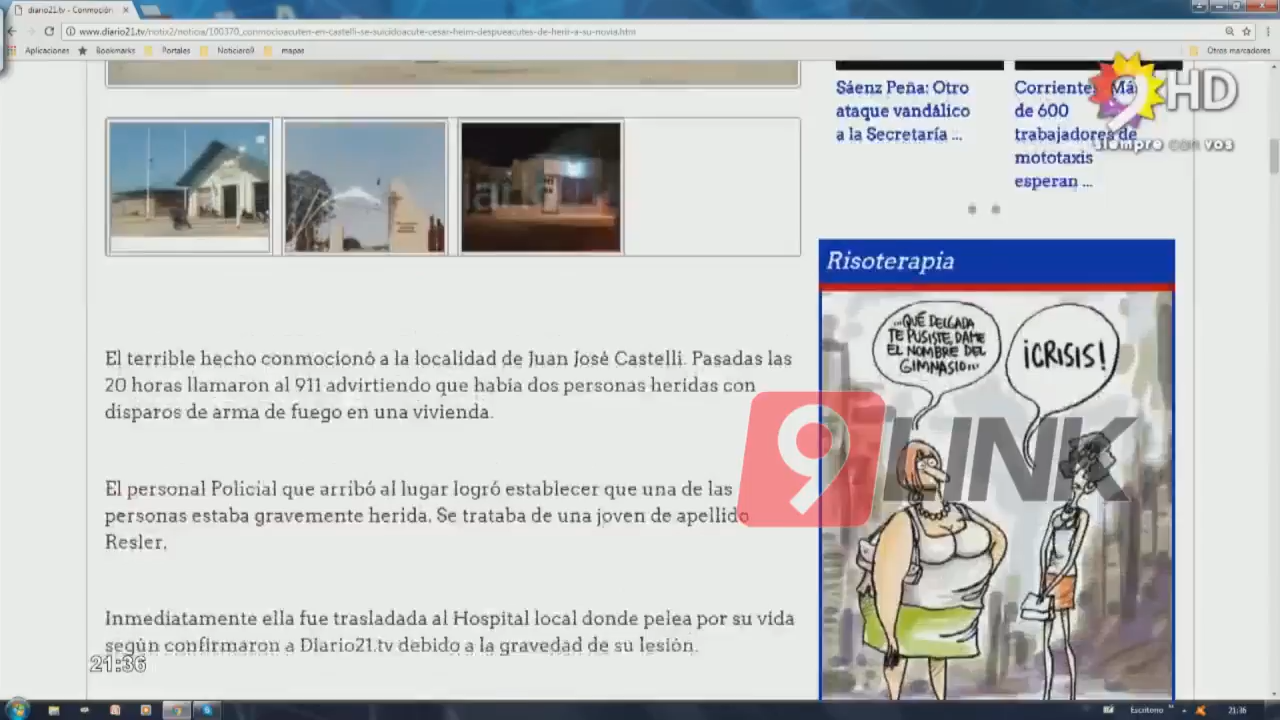 diario21.tv - Conmoción
www.diario21.tv/notix2/noticia/100370_conmocioacuten-en-castelli-se-suicidoacute-cesar-heim-despueacutes-de-herir-a-su-novia.htm
Aplicaciones
Bookmarks
Portales
Noticiero9
mapas
Otros marcadores
9 HD
siempre con vos
Sáenz Peña: Otro
ataque vandálico
a la Secretaría ...
Corrientes: Más
de 600
trabajadores de
mototaxis
esperan ...
Risoterapia
...QUÉ DELGADA
TE PUSISTE, DAME
EL NOMBRE DEL
GIMNASIO...
¡CRISIS!
El terrible hecho conmocionó a la localidad de Juan José Castelli. Pasadas las
20 horas llamaron al 911 advirtiendo que había dos personas heridas con
disparos de arma de fuego en una vivienda.
El personal Policial que arribó al lugar logró establecer que una de las
personas estaba gravemente herida. Se trataba de una joven de apellido
Resler,
Inmediatamente ella fue trasladada al Hospital local donde pelea por su vida
según confirmaron a Diario21.tv debido a la gravedad de su lesión.
9 LINK
21:36
Escritorio
21:36